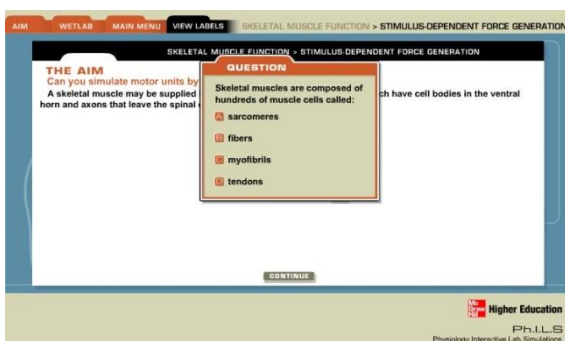 AIM WETLAB MAIN MENU VIEW LABELS SKELETAL MUSCLE FUNCTION > STIMULUS-DEPENDENT FORCE GENERATION
SKELETAL MUSCLE FUNCTION > STIMULUS-DEPENDENT FORCE GENERATION
THE AIM
Can you simulate motor units by
A skeletal muscle may be supplied
ch have cell bodies in the ventral
horn and axons that leave the spinal
QUESTION
Skeletal muscles are composed of
hundreds of muscle cells called:
A sarcomeres
fibers
myofibrils
tendons
CONTINUE
Mc
Graw
Hill
Higher Education
Ph.I.L.S
Physiology Interactive Lab Simulations